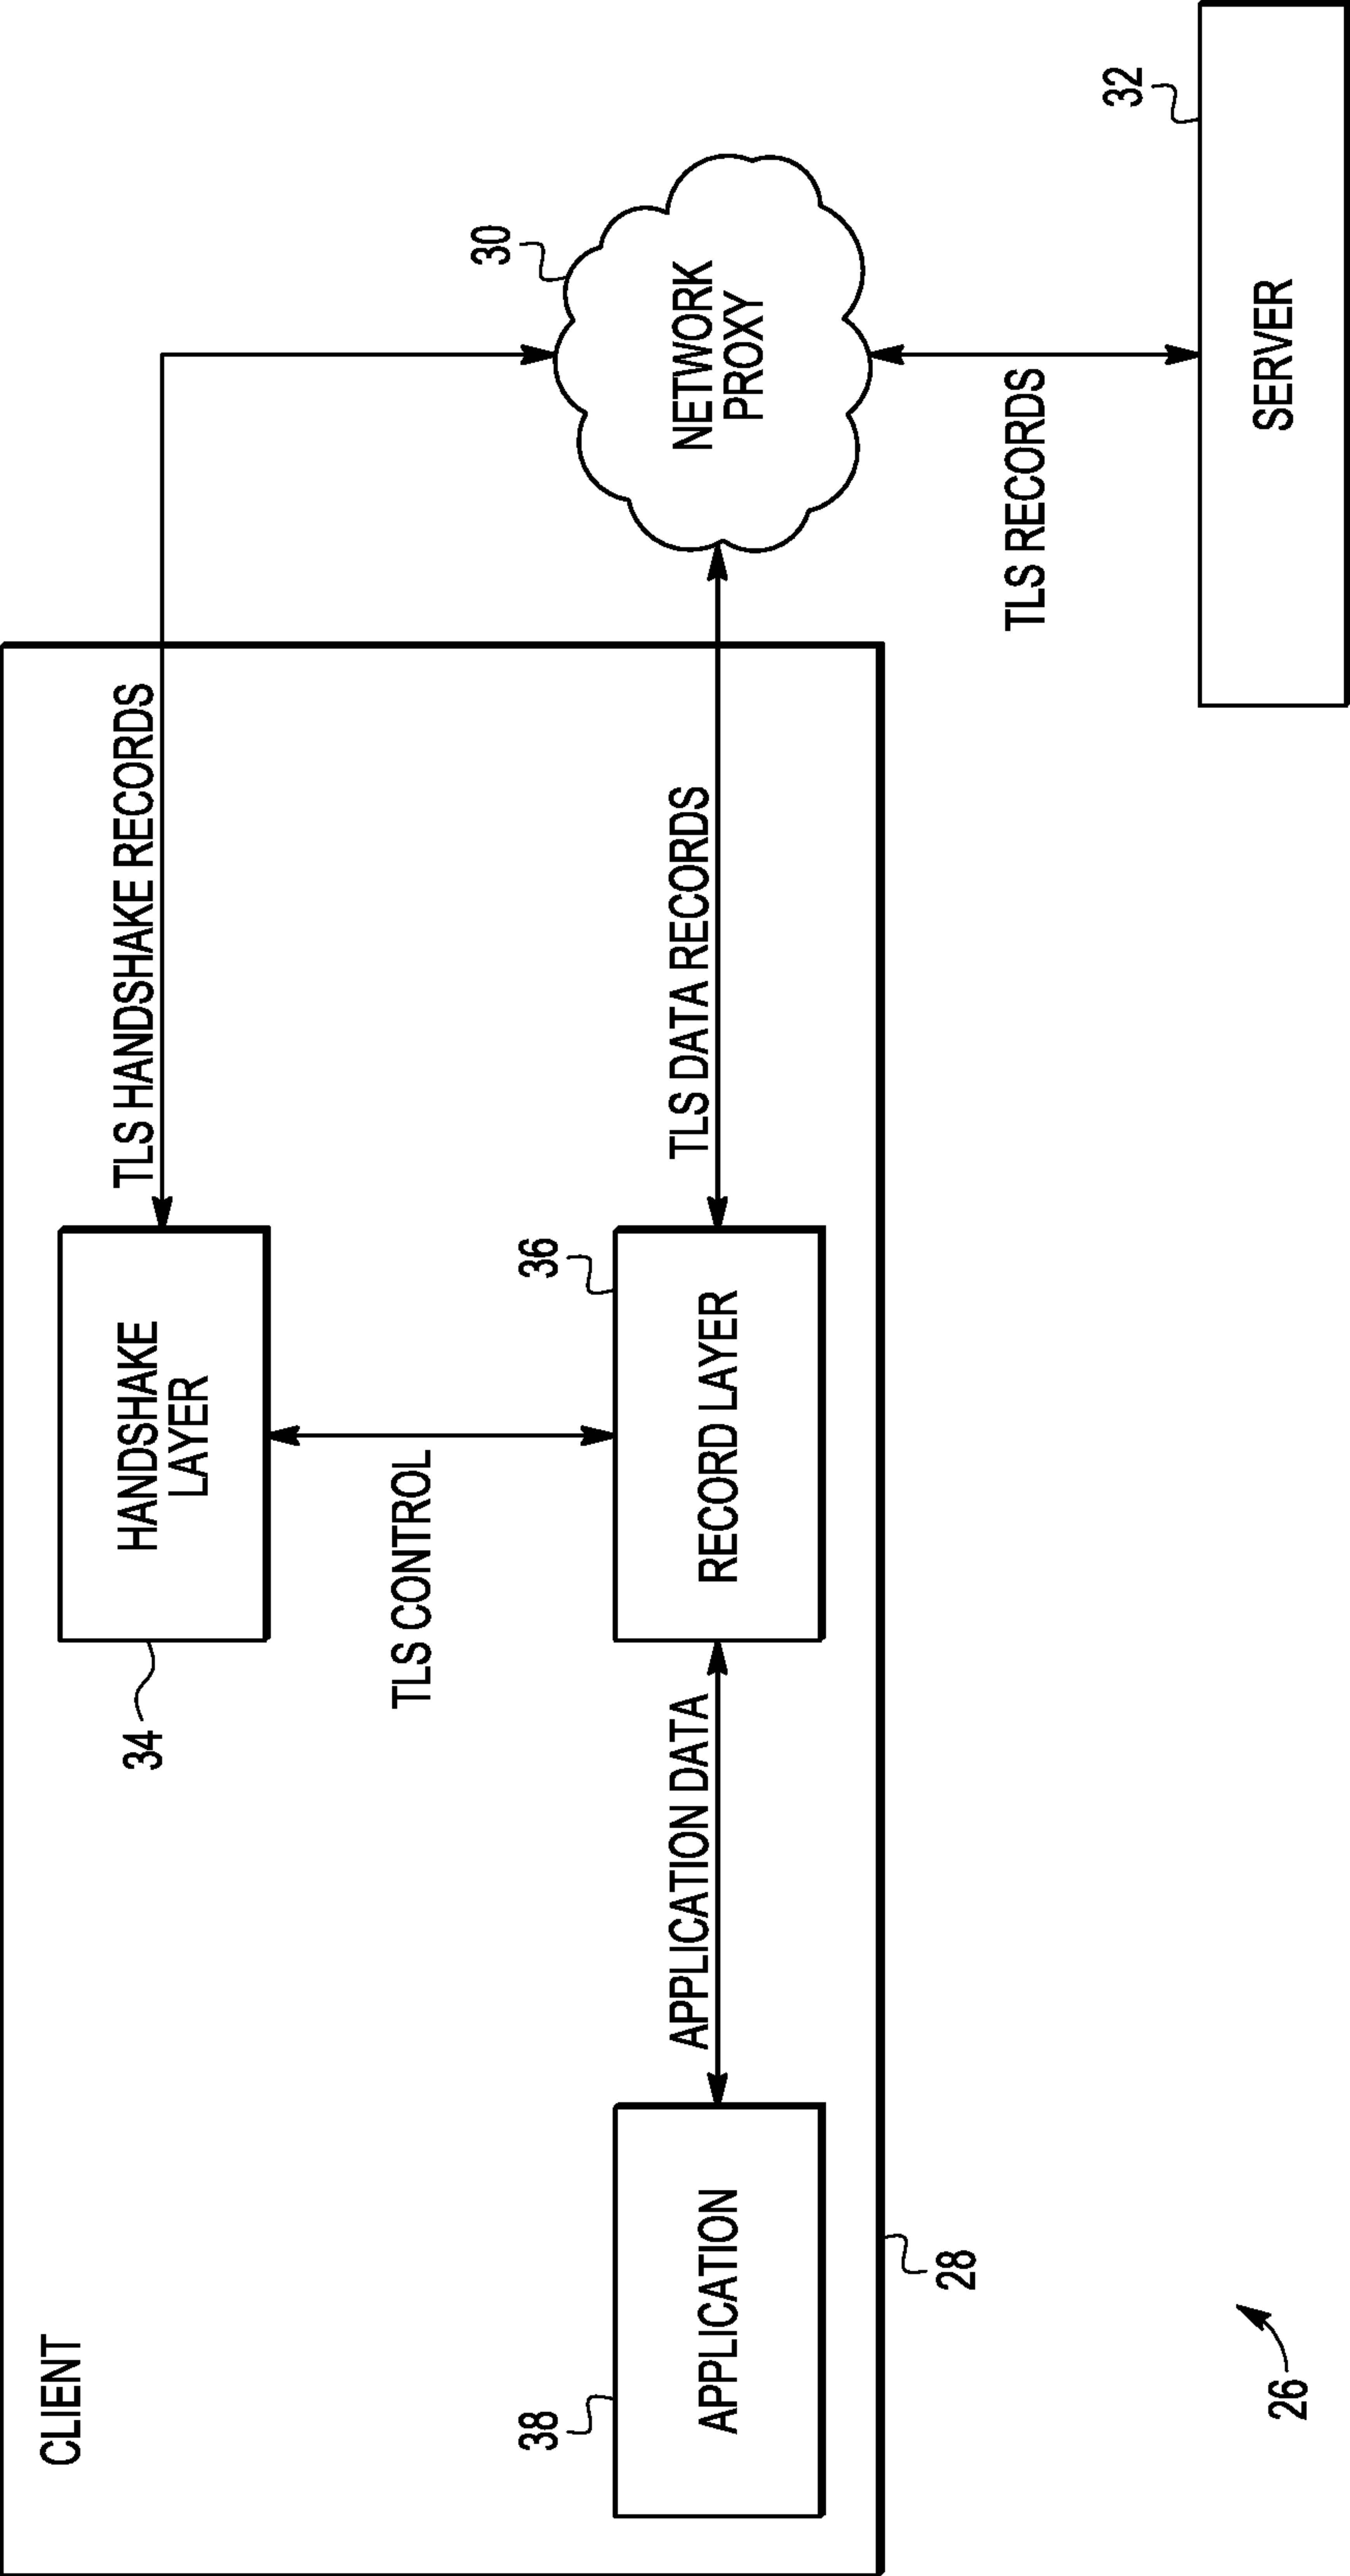 CLIENT
34
HANDSHAKE
LAYER
TLS HANDSHAKE RECORDS
TLS CONTROL
30
NETWORK
PROXY
38
APPLICATION
APPLICATION DATA
36
RECORD LAYER
TLS DATA RECORDS
28
TLS RECORDS
32
SERVER
26